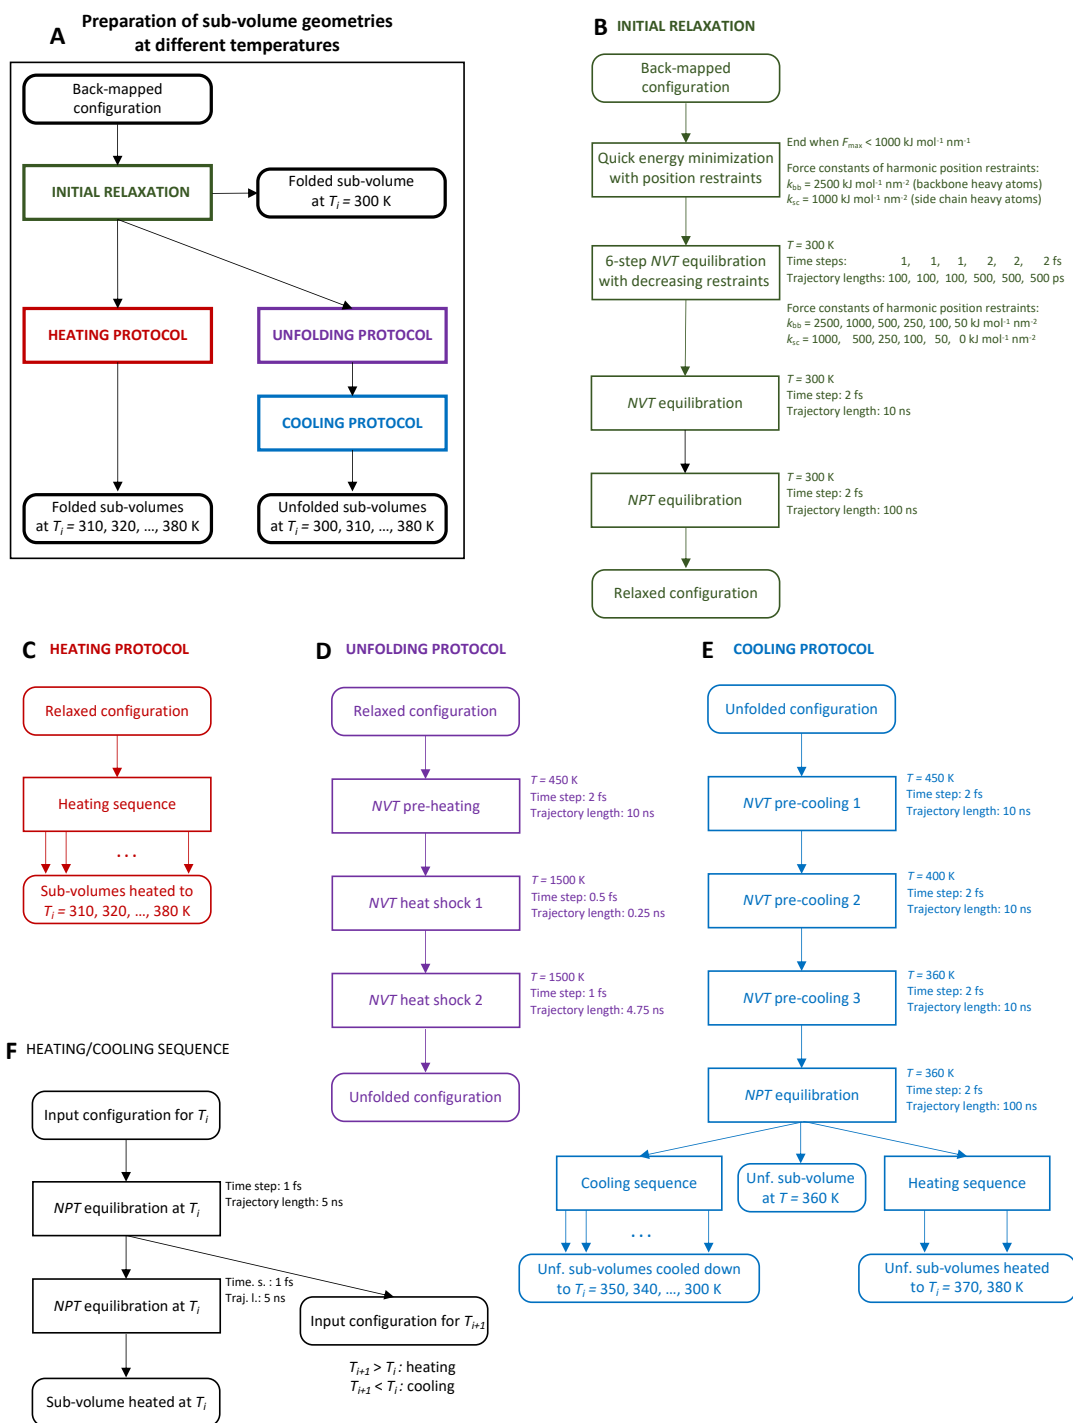 A
Preparation of sub-volume geometries
at different temperatures
Back-mapped
configuration
INITIAL RELAXATION
Folded sub-volume
at Ti = 300 K
HEATING PROTOCOL
UNFOLDING PROTOCOL
COOLING PROTOCOL
Folded sub-volumes
at Ti = 310, 320, ..., 380 K
Unfolded sub-volumes
at Ti = 300, 310, ..., 380 K
B INITIAL RELAXATION
Back-mapped
configuration
Quick energy minimization
with position restraints
End when Fmax < 1000 kJ mol-1 nm-1
Force constants of harmonic position restraints:
kbb = 2500 kJ mol-1 nm-2 (backbone heavy atoms)
ksc = 1000 kJ mol-1 nm-2 (side chain heavy atoms)
6-step NVT equilibration
with decreasing restraints
T = 300 K
Time steps: 1, 1, 1, 2, 2, 2 fs
Trajectory lengths: 100, 100, 100, 500, 500, 500 ps
Force constants of harmonic position restraints:
kbb = 2500, 1000, 500, 250, 100, 50 kJ mol-1 nm-2
ksc = 1000, 500, 250, 100, 50, 0 kJ mol-1 nm-2
NVT equilibration
T = 300 K
Time step: 2 fs
Trajectory length: 10 ns
NPT equilibration
T = 300 K
Time step: 2 fs
Trajectory length: 100 ns
Relaxed configuration
C HEATING PROTOCOL
Relaxed configuration
Heating sequence
...
Sub-volumes heated to
Ti = 310, 320, ..., 380 K
D UNFOLDING PROTOCOL
Relaxed configuration
NVT pre-heating
T = 450 K
Time step: 2 fs
Trajectory length: 10 ns
NVT heat shock 1
T = 1500 K
Time step: 0.5 fs
Trajectory length: 0.25 ns
NVT heat shock 2
T = 1500 K
Time step: 1 fs
Trajectory length: 4.75 ns
Unfolded configuration
E COOLING PROTOCOL
Unfolded configuration
NVT pre-cooling 1
T = 450 K
Time step: 2 fs
Trajectory length: 10 ns
NVT pre-cooling 2
T = 400 K
Time step: 2 fs
Trajectory length: 10 ns
NVT pre-cooling 3
T = 360 K
Time step: 2 fs
Trajectory length: 10 ns
NPT equilibration
T = 360 K
Time step: 2 fs
Trajectory length: 100 ns
Cooling sequence
Unf. sub-volume
at T = 360 K
Heating sequence
...
Unf. sub-volumes cooled down
to Ti = 350, 340, ..., 300 K
Unf. sub-volumes heated
to Ti = 370, 380 K
F HEATING/COOLING SEQUENCE
Input configuration for Ti
NPT equilibration at Ti
Time step: 1 fs
Trajectory length: 5 ns
NPT equilibration at Ti
Time. s. : 1 fs
Traj. l.: 5 ns
Input configuration for Ti+1
Ti+1 > Ti : heating
Ti+1 < Ti : cooling
Sub-volume heated at Ti